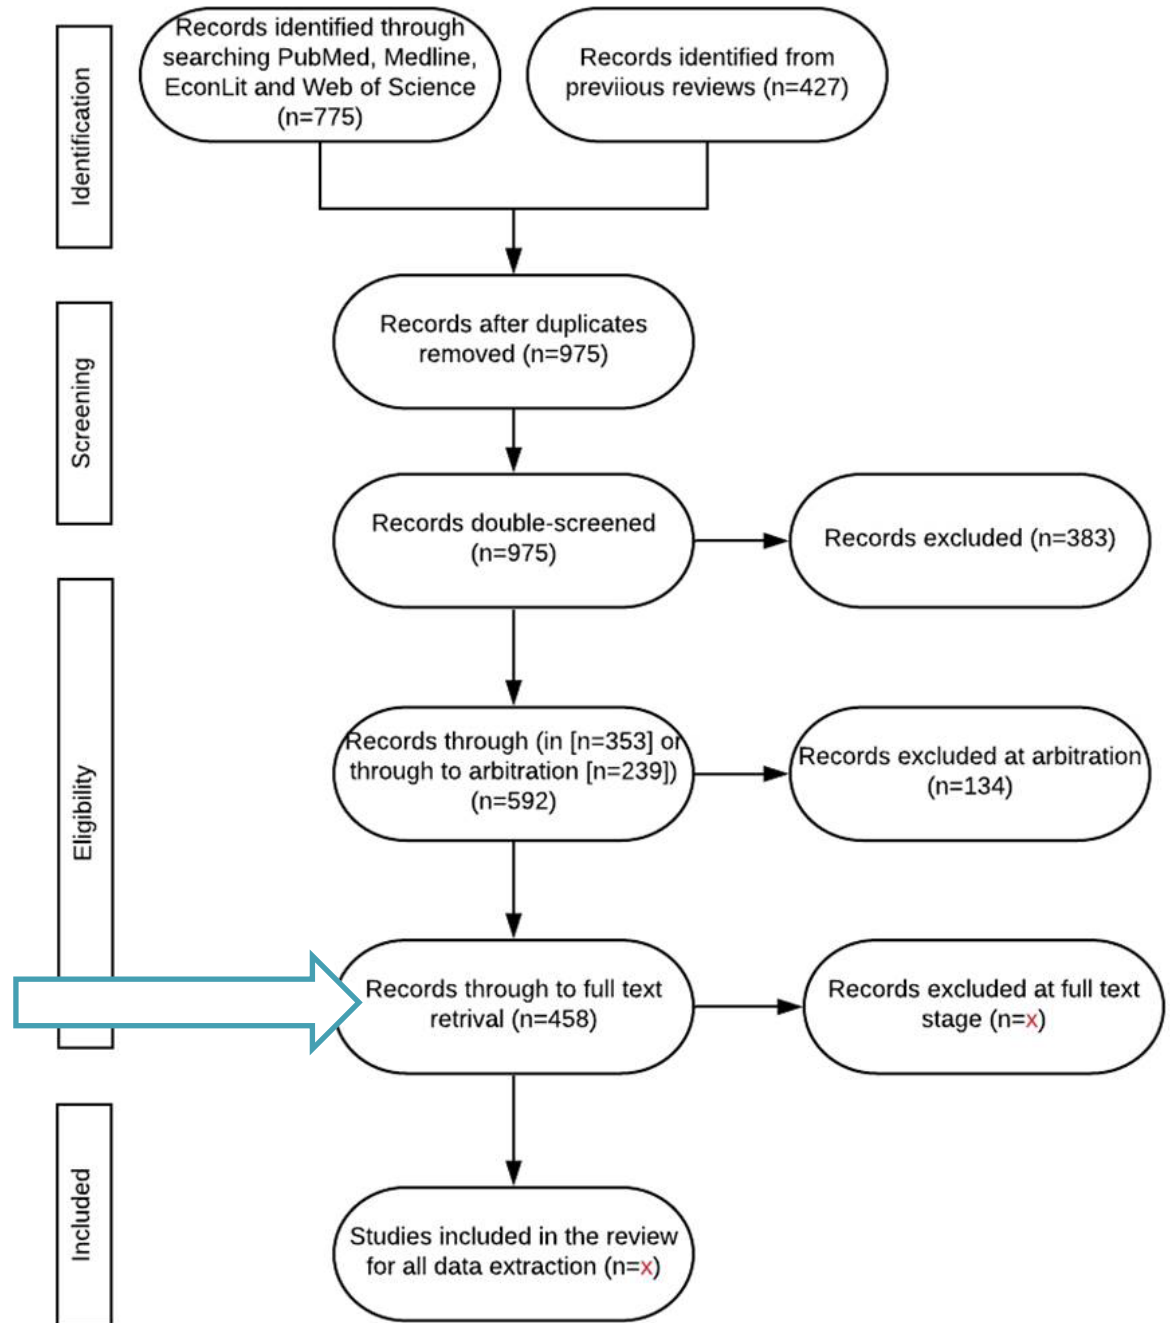 Identification
Records identified through
searching PubMed, Medline,
EconLit and Web of Science
(n=775)
Records identified from
previious reviews (n=427)
Screening
Records after duplicates
removed (n=975)
Records double-screened
(n=975)
Records excluded (n=383)
Eligibility
Records through (in [n=353] or
through to arbitration [n=239])
(n=592)
Records excluded at arbitration
(n=134)
Records through to full text
retrival (n=458)
Records excluded at full text
stage (n=x)
Included
Studies included in the review
for all data extraction (n=x)